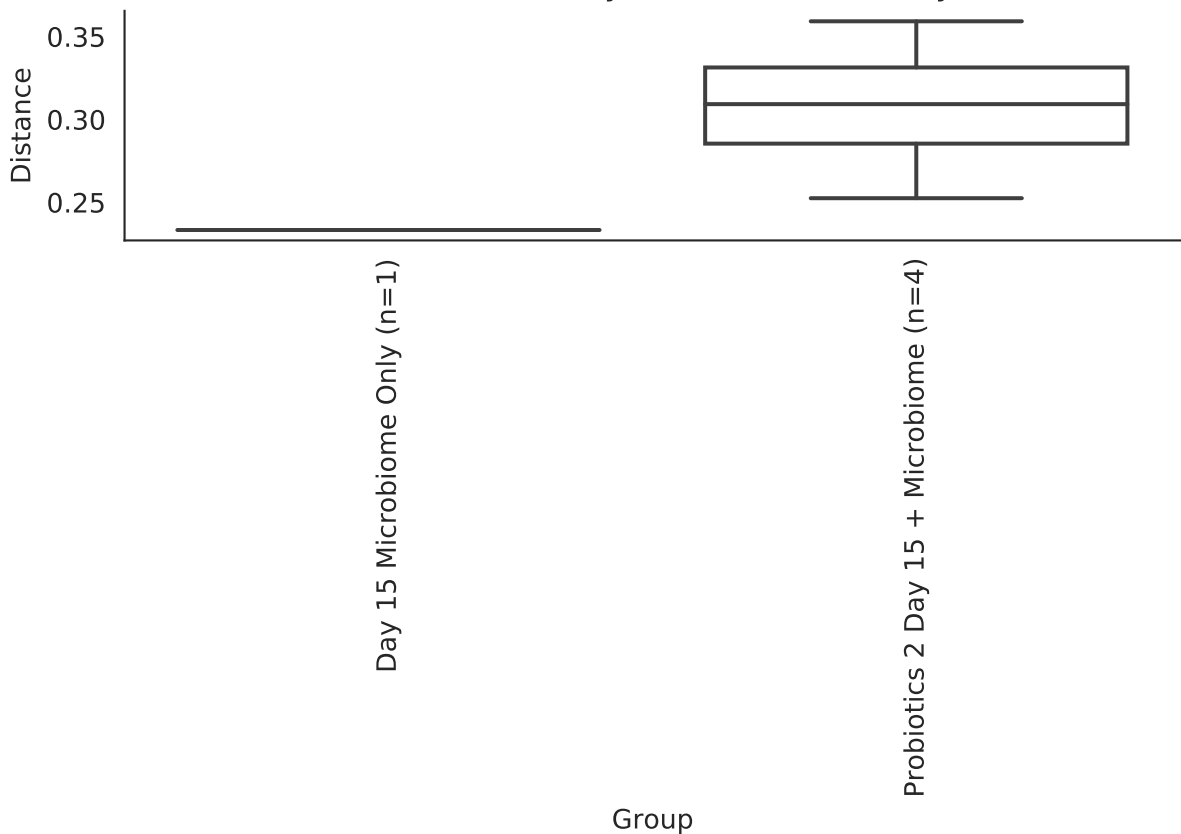 0.35
0.30
0.25
Distance
Day 15 Microbiome Only (n=1)
Probiotics 2 Day 15 + Microbiome (n=4)
Group